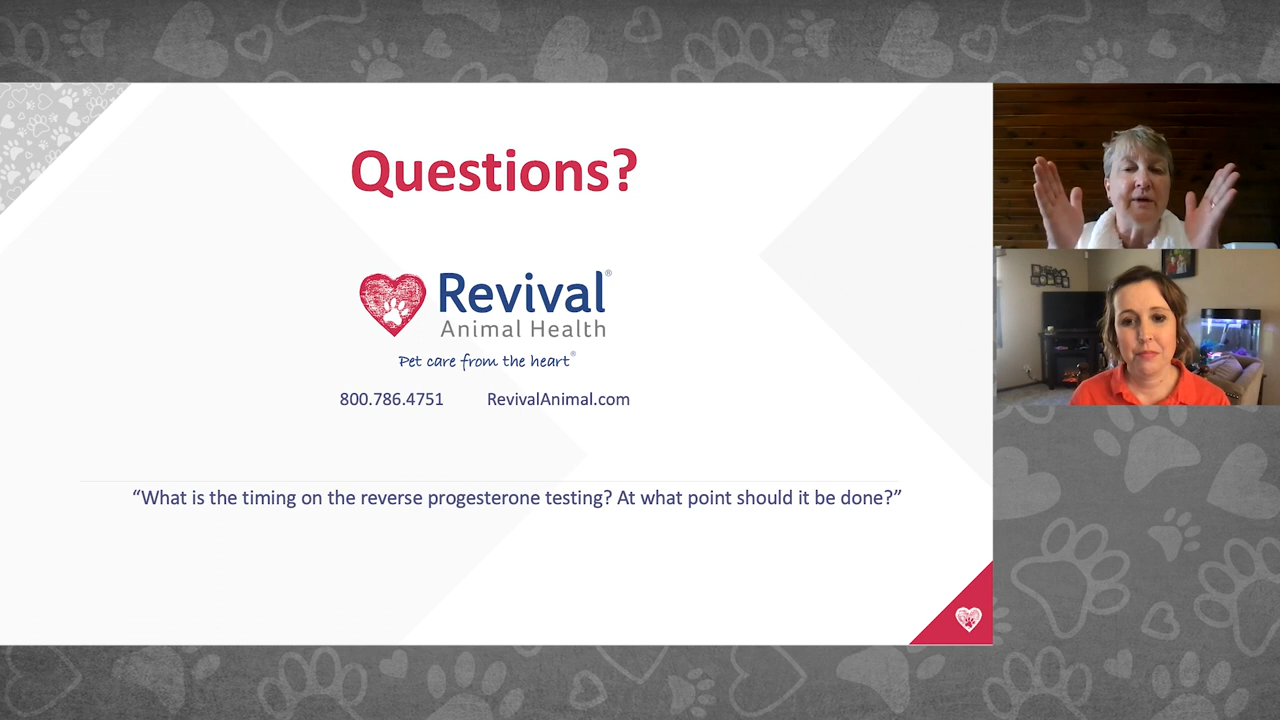 Questions?
Revival®
Animal Health
Pet care from the heart®
800.786.4751 RevivalAnimal.com
“What is the timing on the reverse progesterone testing? At what point should it be done?”